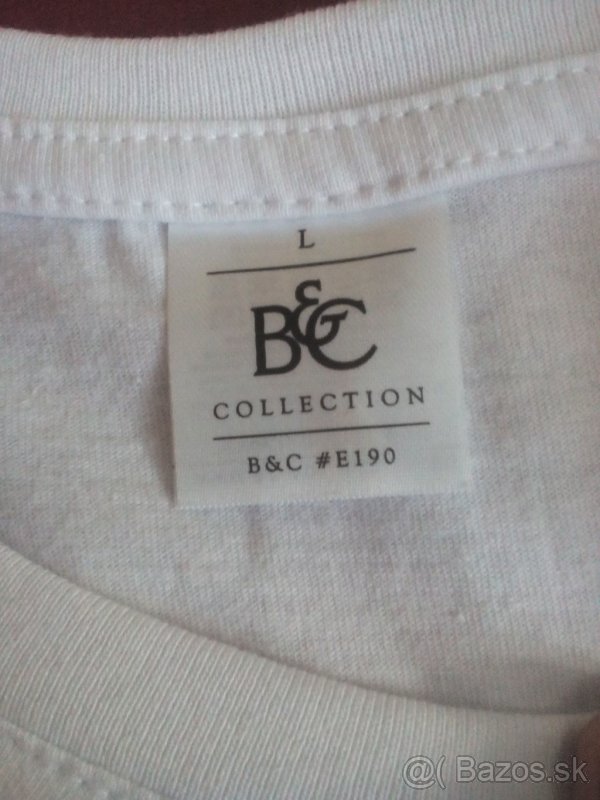 L
B&C
COLLECTION
B&C #E190
@( Bazos.sk